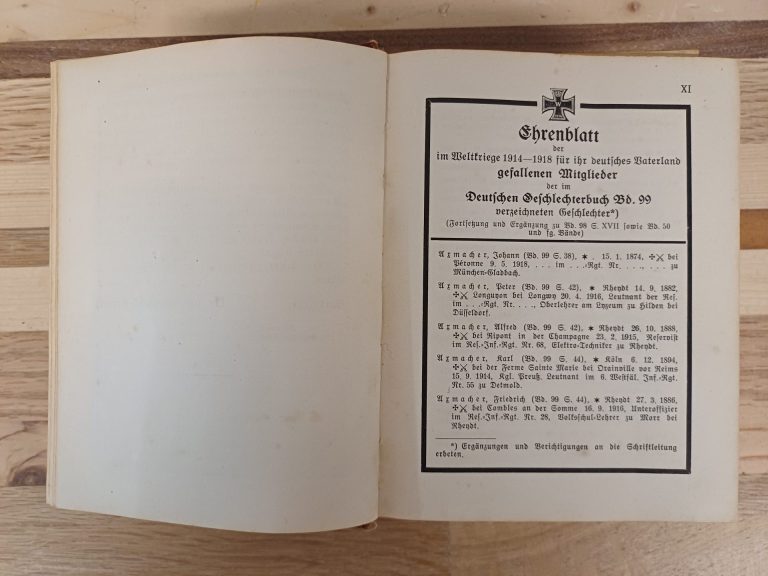 XI
W
Ehrenblatt
der
im Weltkriege 1914—1918 für ihr deutsches Vaterland
gefallenen Mitglieder
der im
Deutschen Geschlechterbuch Bd. 99
verzeichneten Geschlechter*)
(Fortsetzung und Ergänzung zu Bd. 98 S. XVII sowie Bd. 50
und fg. Bände)
Axmacher, Johann (Bd. 99 S. 38), ✶ . 15. 1. 1874, ✠⚔ bei
Péronne 9. 5. 1918, . . . im . . .-Rgt. Nr. . . . ., . . . zu
München-Gladbach.
Axmacher, Peter (Bd. 99 S. 42), ✶ Rheydt 14. 9. 1882,
✠⚔ Longuyon bei Longwy 20. 4. 1916, Leutnant der Res.
im . . .-Rgt. Nr. . . ., Oberlehrer am Lyzeum zu Hilden bei
Düsseldorf.
Axmacher, Alfred (Bd. 99 S. 42), ✶ Rheydt 26. 10. 1888,
✠⚔ bei Ripont in der Champagne 23. 2. 1915, Reservist
im Res.-Inf.-Rgt. Nr. 68, Elektro-Techniker zu Rheydt.
Axmacher, Karl (Bd. 99 S. 44), ✶ Köln 6. 12. 1894,
✠⚔ bei der Ferme Sainte Marie bei Orainville vor Reims
15. 9. 1914, Kgl. Preuß. Leutnant im 6. Westfäl. Inf.-Rgt.
Nr. 55 zu Detmold.
Axmacher, Friedrich (Bd. 99 S. 44), ✶ Rheydt 27. 3. 1886,
✠⚔ bei Combles an der Somme 16. 9. 1916, Unteroffizier
im Res.-Inf.-Rgt. Nr. 28, Volksschul-Lehrer zu Morr bei
Rheydt.
*) Ergänzungen und Berichtigungen an die Schriftleitung
erbeten.